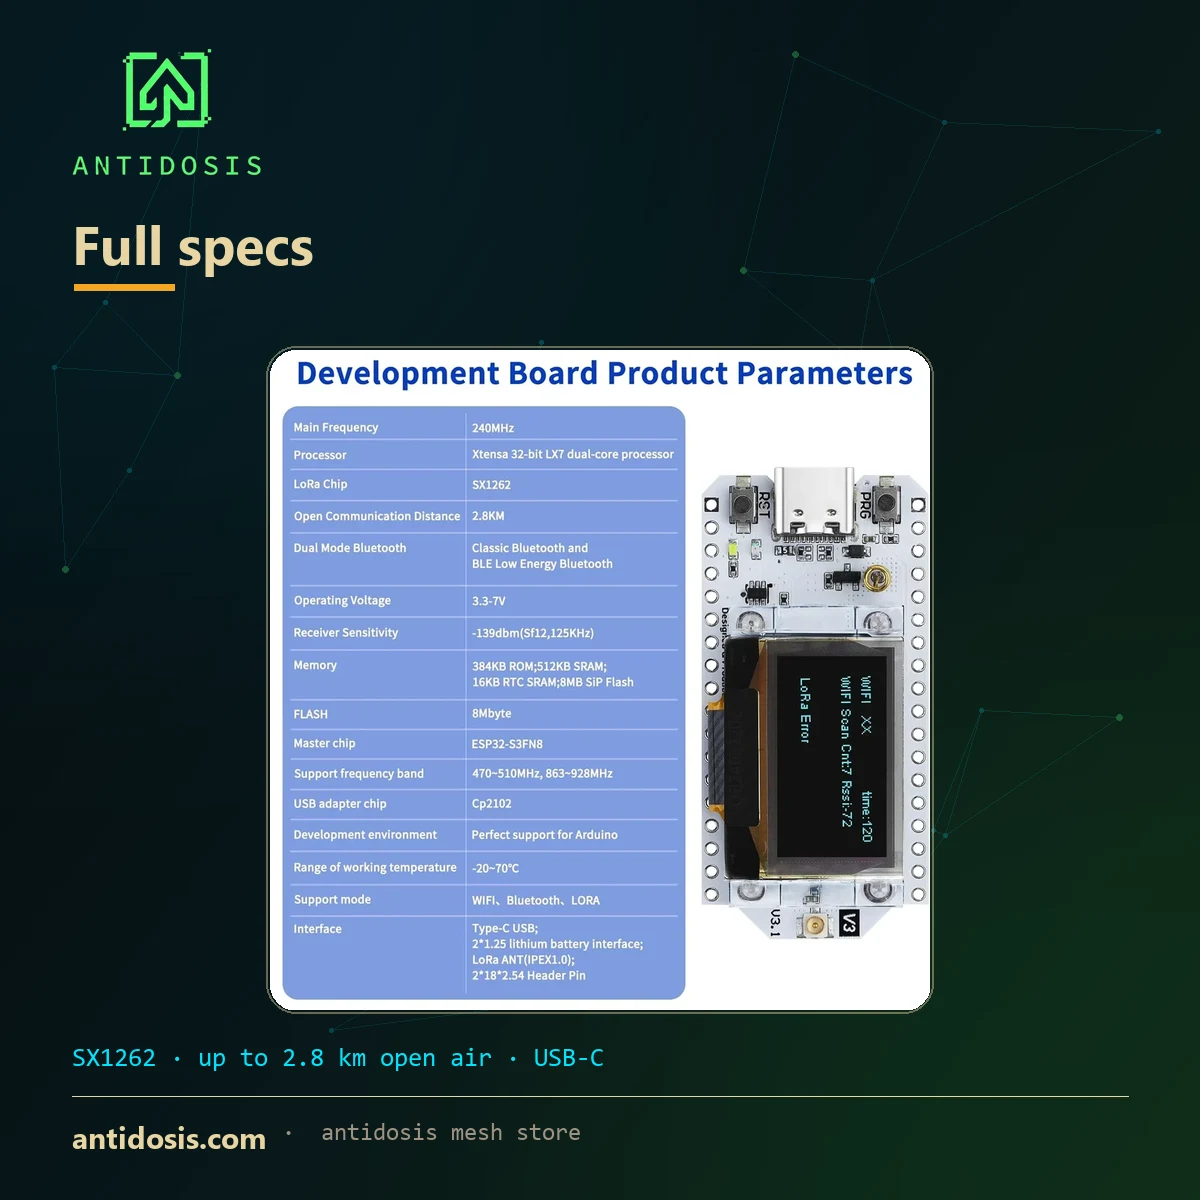 ANTIDOSIS
Full specs
Development Board Product Parameters
Main Frequency 240MHz
Processor Xtensa 32-bit LX7 dual-core processor
LoRa Chip SX1262
Open Communication Distance 2.8KM
Dual Mode Bluetooth Classic Bluetooth and
BLE Low Energy Bluetooth
Operating Voltage 3.3-7V
Receiver Sensitivity -139dbm(Sf12,125KHz)
Memory 384KB ROM;512KB SRAM;
16KB RTC SRAM;8MB SiP Flash
FLASH 8Mbyte
Master chip ESP32-S3FN8
Support frequency band 470~510MHz, 863~928MHz
USB adapter chip Cp2102
Development environment Perfect support for Arduino
Range of working temperature -20~70℃
Support mode WIFI、Bluetooth、LORA
Interface Type-C USB;
2*1.25 lithium battery interface;
LoRa ANT(IPEX1.0);
2*18*2.54 Header Pin
RST
PRG
WIFI XX time:120
WIFI Scan Cnt:7 Rssi:-72
LoRa Error
V3.1
V3
SX1262 · up to 2.8 km open air · USB-C
antidosis.com · antidosis mesh store